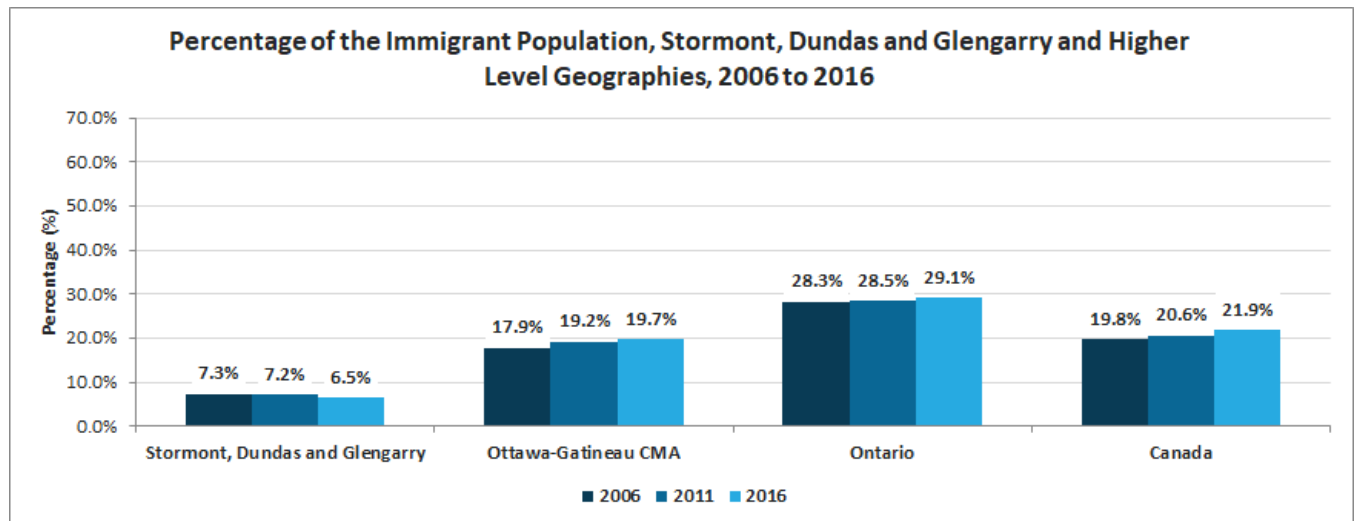 Percentage of the Immigrant Population, Stormont, Dundas and Glengarry and Higher
Level Geographies, 2006 to 2016
Percentage (%)
70.0%
60.0%
50.0%
40.0%
30.0%
20.0%
10.0%
0.0%
7.3% 7.2% 6.5%
17.9% 19.2% 19.7%
28.3% 28.5% 29.1%
19.8% 20.6% 21.9%
Stormont, Dundas and Glengarry Ottawa-Gatineau CMA Ontario Canada
2006 2011 2016